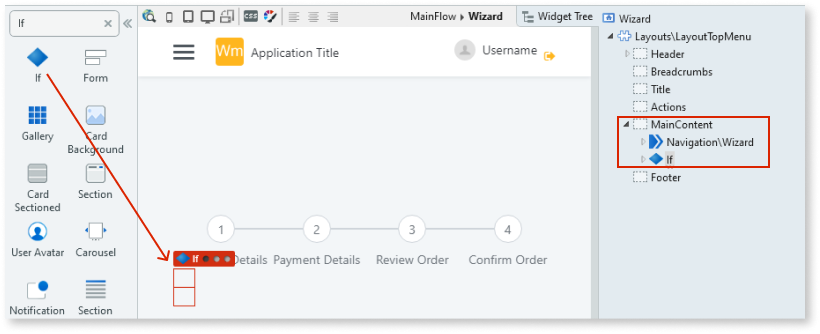 If
If
Form
Gallery
Card
Background
Card
Sectioned
Section
User Avatar
Carousel
Notification
Section
css
MainFlow ▸ Wizard
Widget Tree
Wm
Application Title
Username
1
2
3
4
If
Details
Payment Details
Review Order
Confirm Order
Wizard
Layouts\LayoutTopMenu
Header
Breadcrumbs
Title
Actions
MainContent
Navigation\Wizard
If
Footer